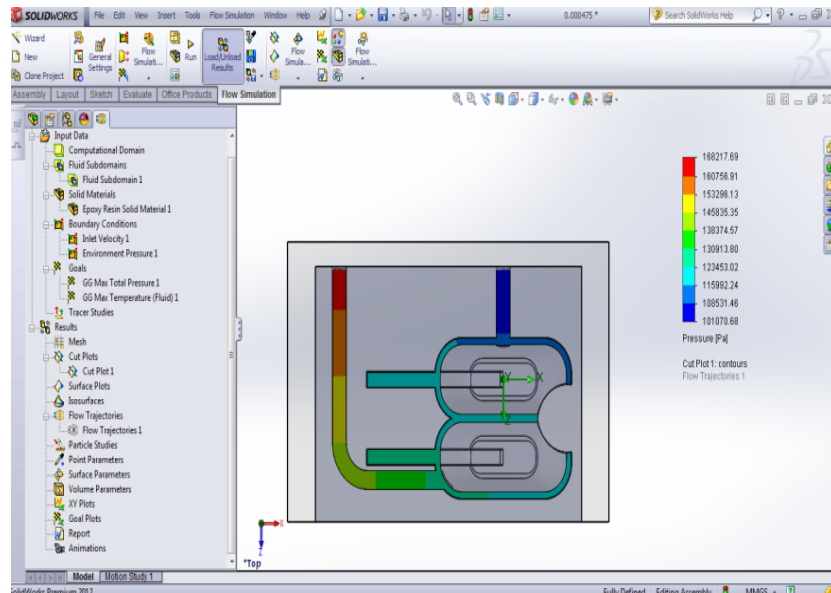 SOLIDWORKS File Edit View Insert Tools Flow Simulation Window Help 0.000475 * Search SolidWorks Help
Wizard
New
Clone Project
General Settings
Flow Simulati...
Run
Load/Unload Results
Flow Simula...
Flow Simulati...
Assembly Layout Sketch Evaluate Office Products Flow Simulation
Input Data
Computational Domain
Fluid Subdomains
Fluid Subdomain 1
Solid Materials
Epoxy Resin Solid Material 1
Boundary Conditions
Inlet Velocity 1
Environment Pressure 1
Goals
GG Max Total Pressure 1
GG Max Temperature (Fluid) 1
Tracer Studies
Results
Mesh
Cut Plots
Cut Plot 1
Surface Plots
Isosurfaces
Flow Trajectories
Flow Trajectories 1
Particle Studies
Point Parameters
Surface Parameters
Volume Parameters
XY Plots
Goal Plots
Report
Animations
168217.69
160756.91
153296.13
145835.35
138374.57
130913.80
123453.02
115992.24
108531.46
101070.68
Pressure [Pa]
Cut Plot 1: contours
Flow Trajectories 1
Y X
Z
X
Z
*Top
Model Motion Study 1
SolidWorks Premium 2012 Fully Defined Editing Assembly MMGS